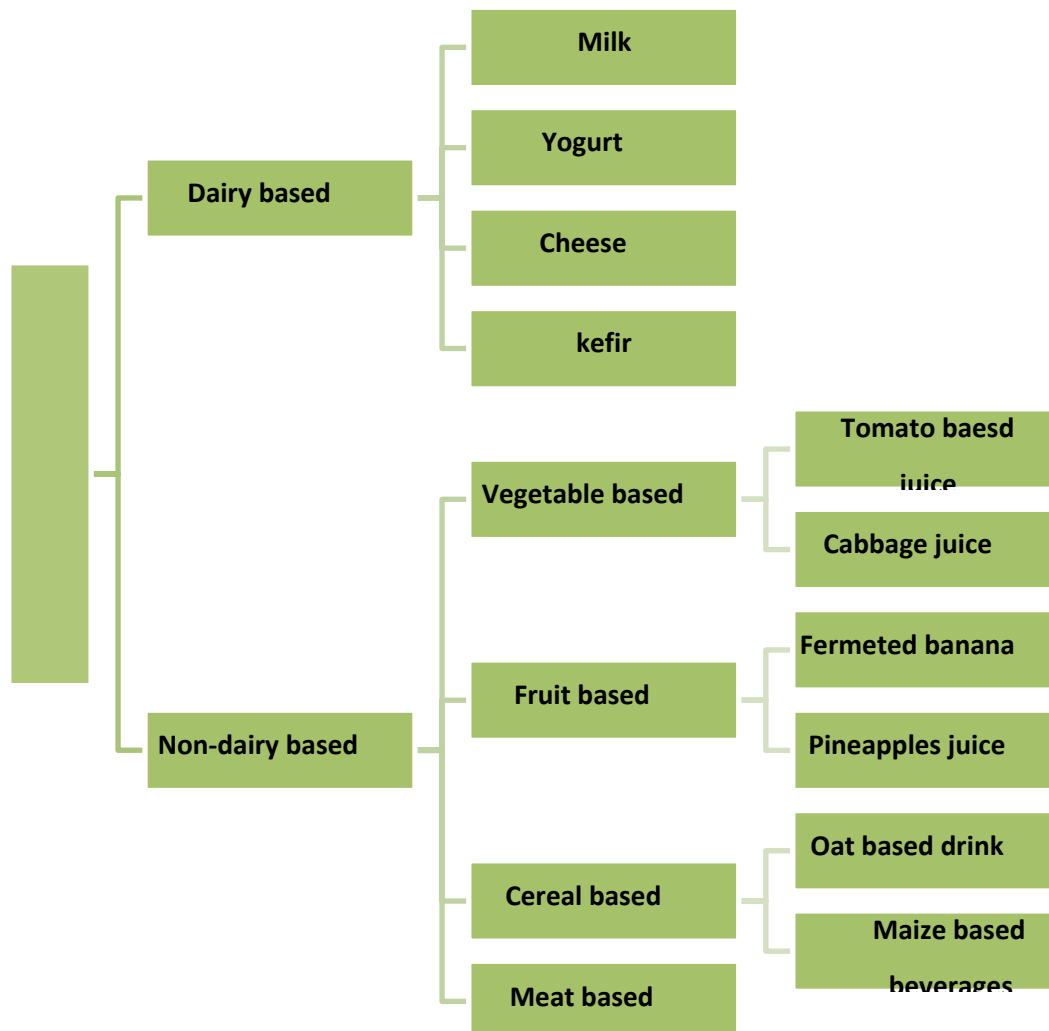 Milk
Yogurt
Dairy based
Cheese
kefir
Tomato baesd
juice
Vegetable based
Cabbage juice
Fermeted banana
Fruit based
Pineapples juice
Non-dairy based
Oat based drink
Cereal based
Maize based
beverages
Meat based